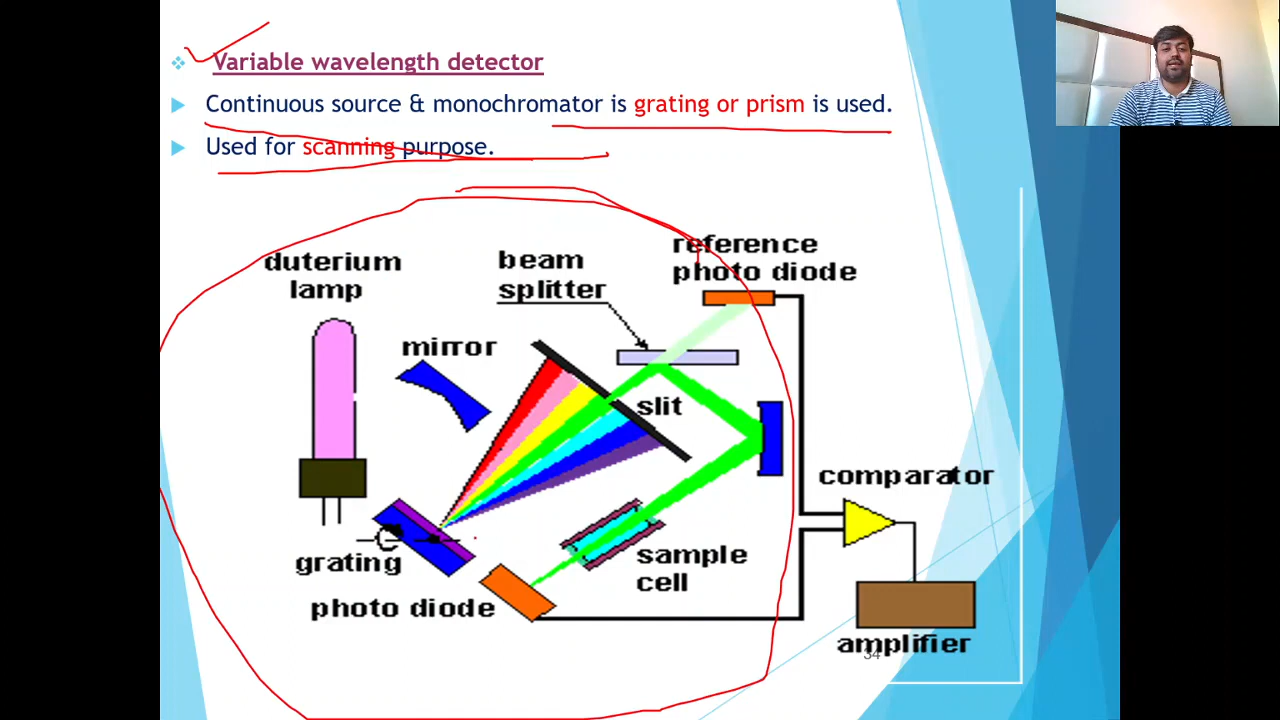 Variable wavelength detector
Continuous source & monochromator is grating or prism is used.
Used for scanning purpose.
duterium
lamp
beam
splitter
reference
photo diode
mirror
slit
comparator
grating
sample
cell
photo diode
amplifier
34